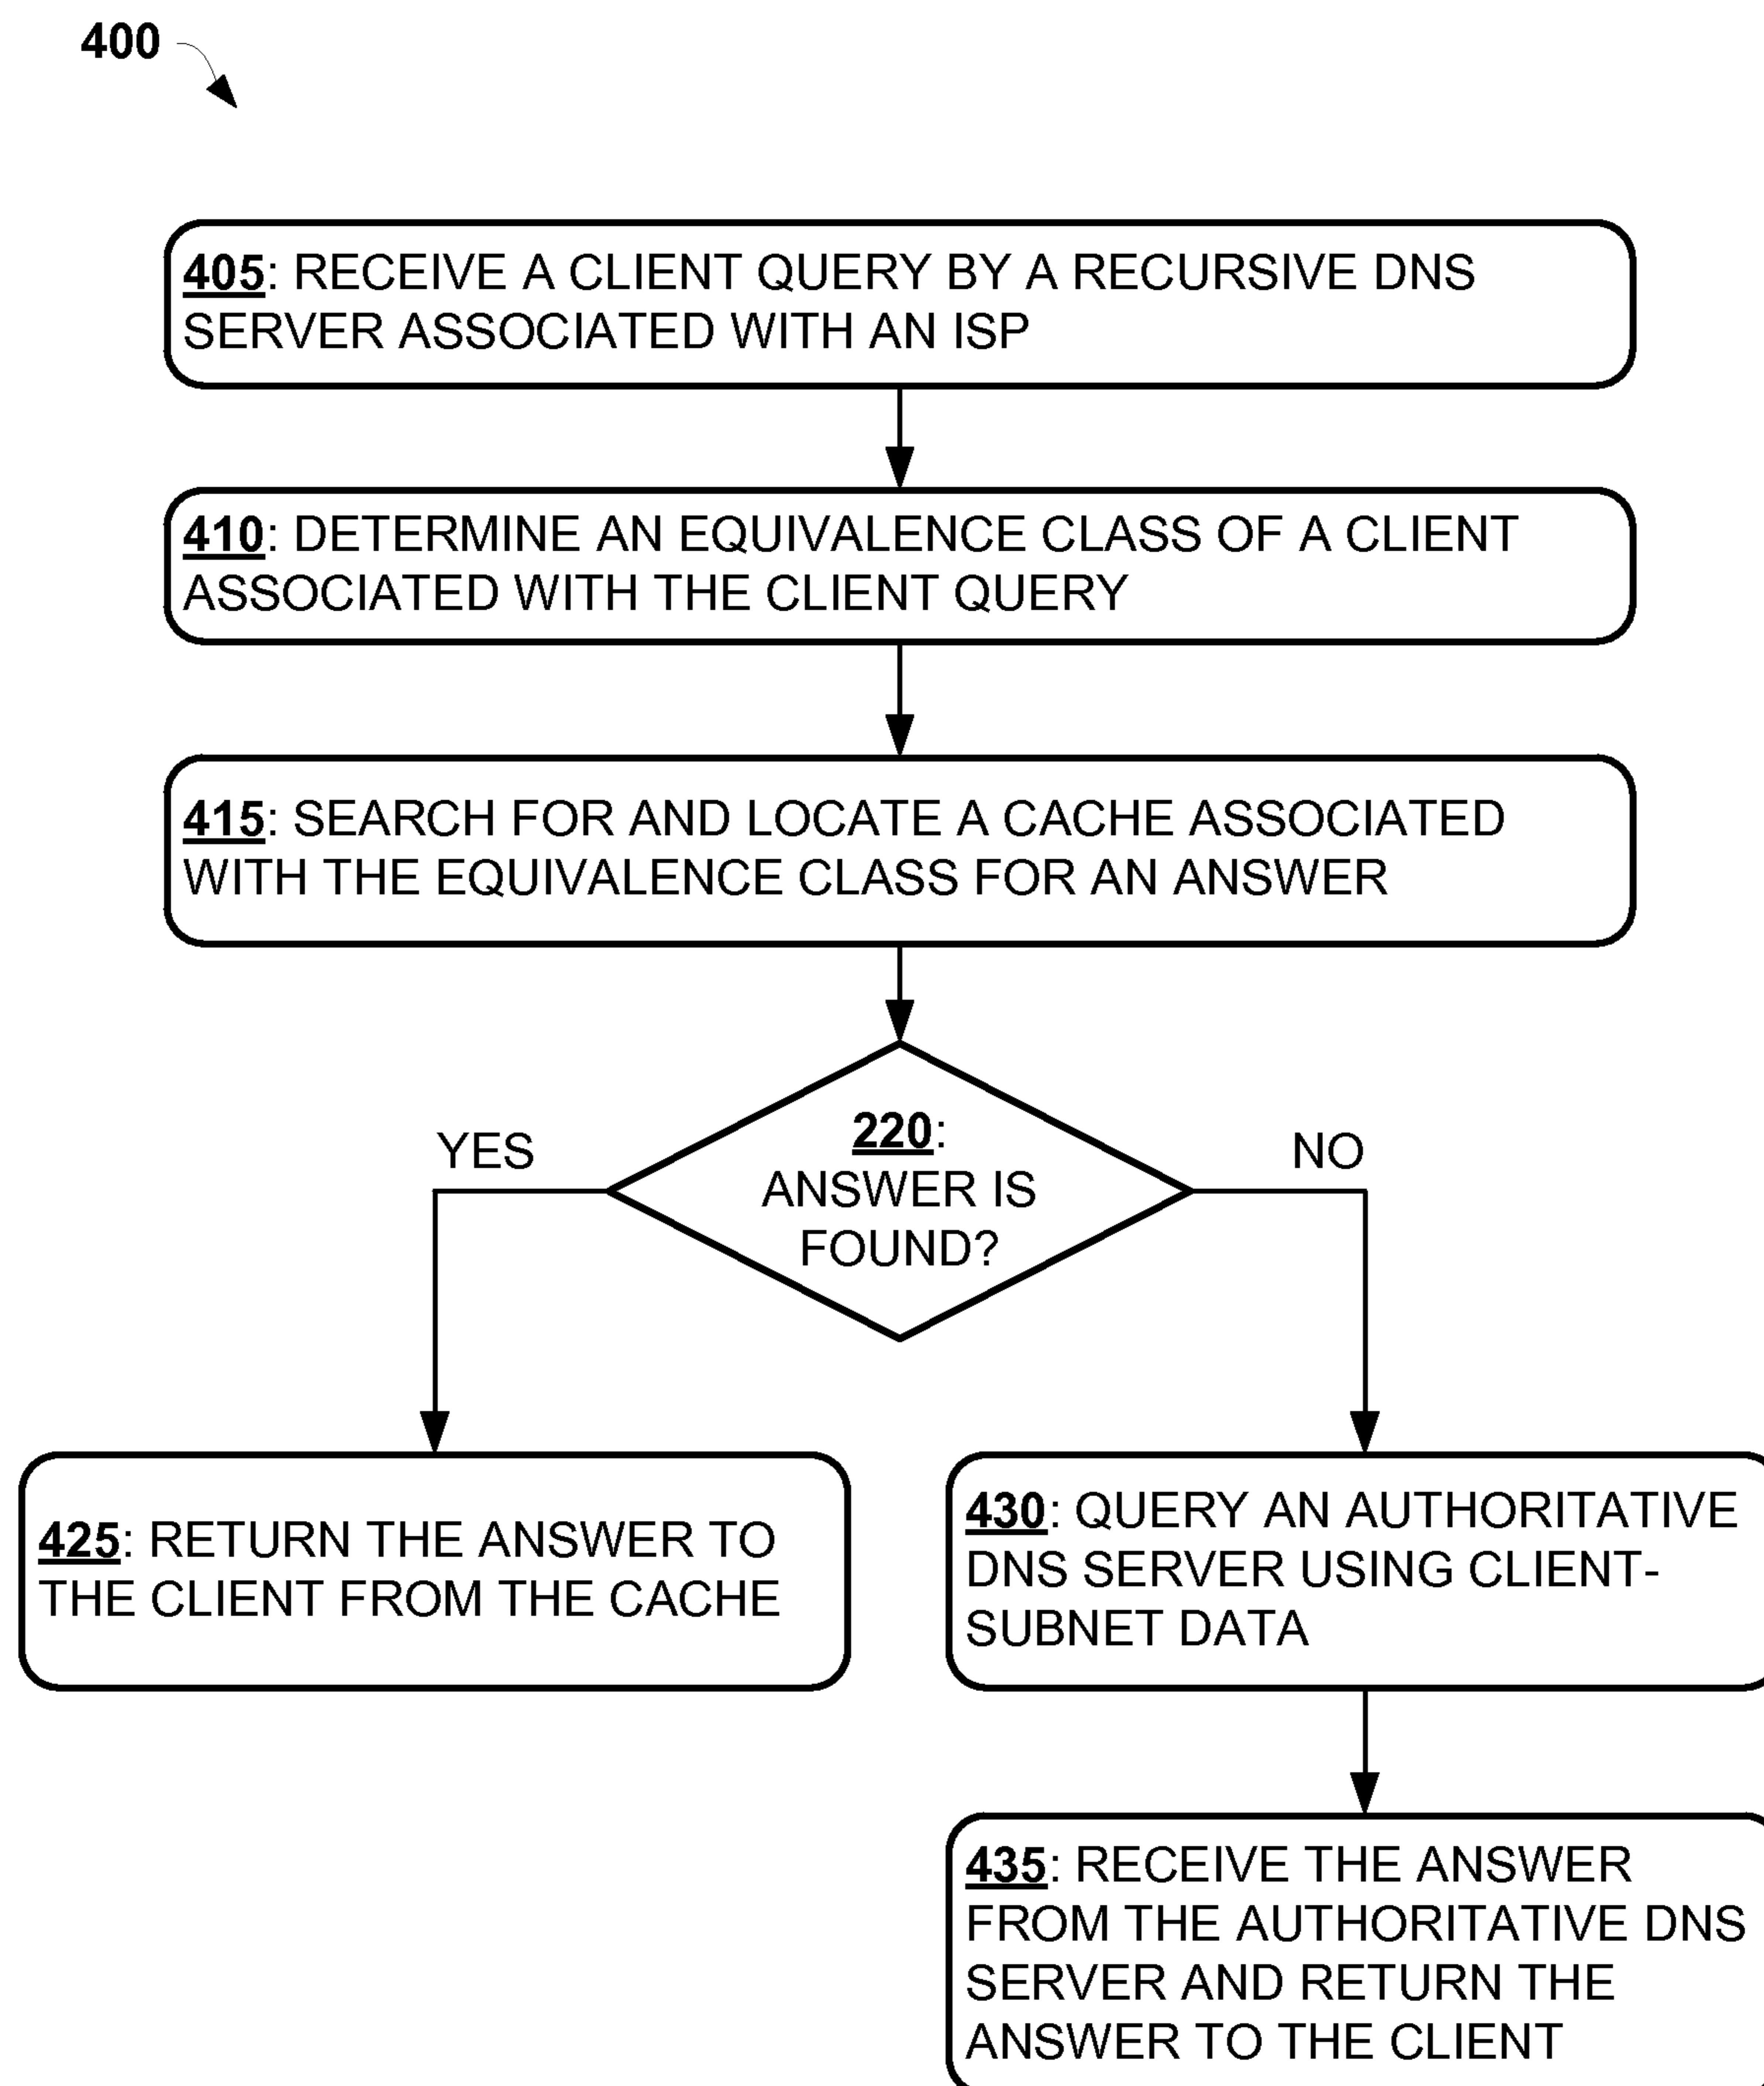 400
405: RECEIVE A CLIENT QUERY BY A RECURSIVE DNS
SERVER ASSOCIATED WITH AN ISP
410: DETERMINE AN EQUIVALENCE CLASS OF A CLIENT
ASSOCIATED WITH THE CLIENT QUERY
415: SEARCH FOR AND LOCATE A CACHE ASSOCIATED
WITH THE EQUIVALENCE CLASS FOR AN ANSWER
220:
ANSWER IS
FOUND?
YES
NO
425: RETURN THE ANSWER TO
THE CLIENT FROM THE CACHE
430: QUERY AN AUTHORITATIVE
DNS SERVER USING CLIENT-
SUBNET DATA
435: RECEIVE THE ANSWER
FROM THE AUTHORITATIVE DNS
SERVER AND RETURN THE
ANSWER TO THE CLIENT